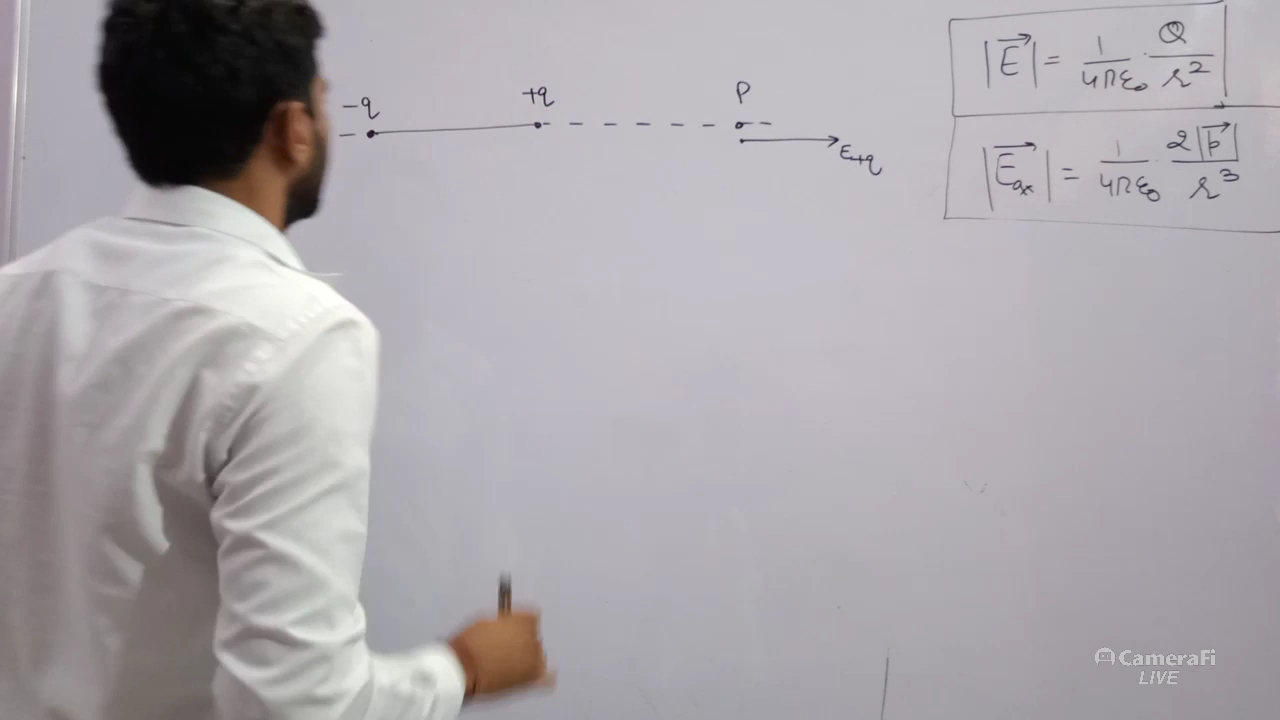 -q
+q
P
E+q
|E⃗| = 1/4πε₀ · Q/r²
|E⃗ax| = 1/4πε₀ · 2|p⃗|/r³
CameraFi
LIVE